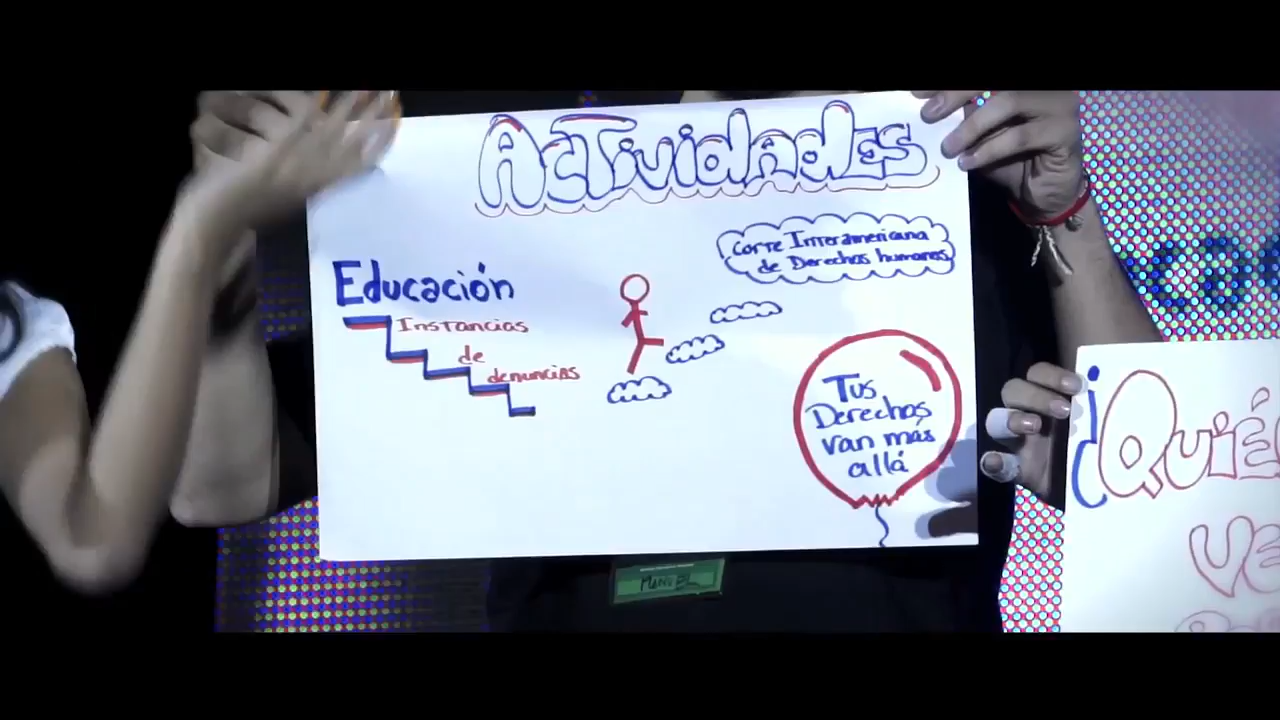 ACTividAdES
Educación
Instancias
de
denuncias
Corte Interamericana
de Derechos humanos
Tus
Derechos
van más
allá
¿QUIÉ
VE